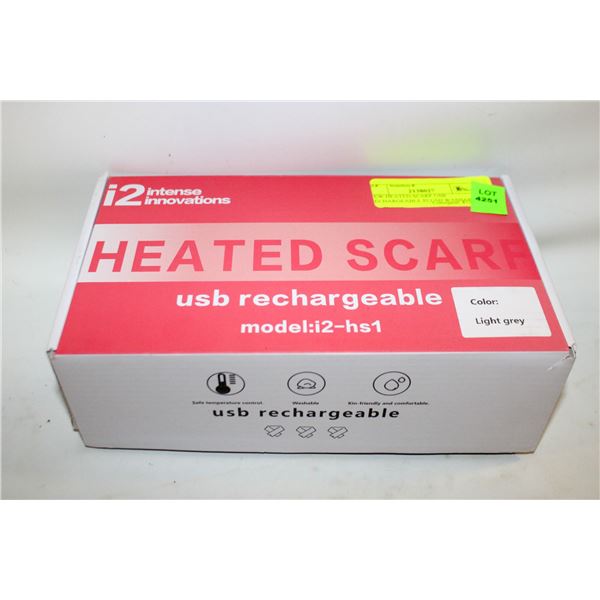 i2 intense
innovations
LOT
4251
HEATED SCARF
usb rechargeable
model:i2-hs1
Color:
Light grey
Safe temperature control.
Washable
Kin-friendly and comfortable.
usb rechargeable